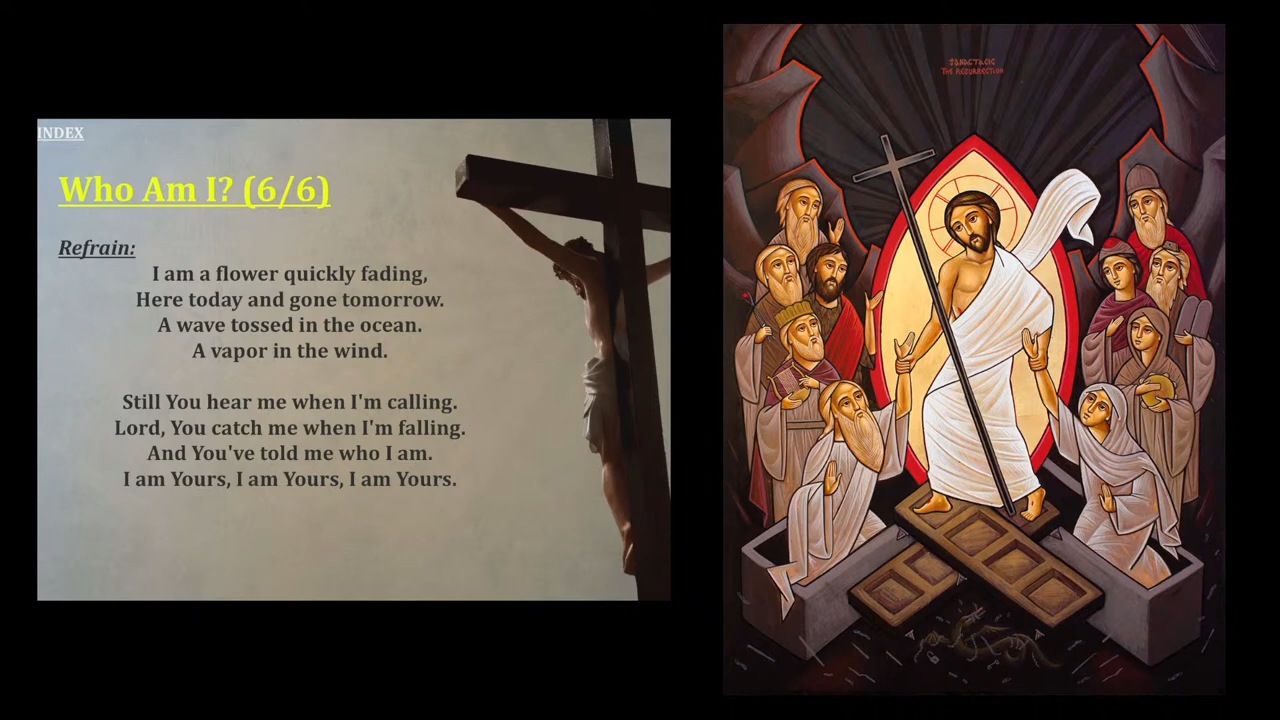 INDEX
Who Am I? (6/6)
Refrain:
I am a flower quickly fading,
Here today and gone tomorrow.
A wave tossed in the ocean.
A vapor in the wind.
Still You hear me when I'm calling.
Lord, You catch me when I'm falling.
And You've told me who I am.
I am Yours, I am Yours, I am Yours.
THE RESURRECTION